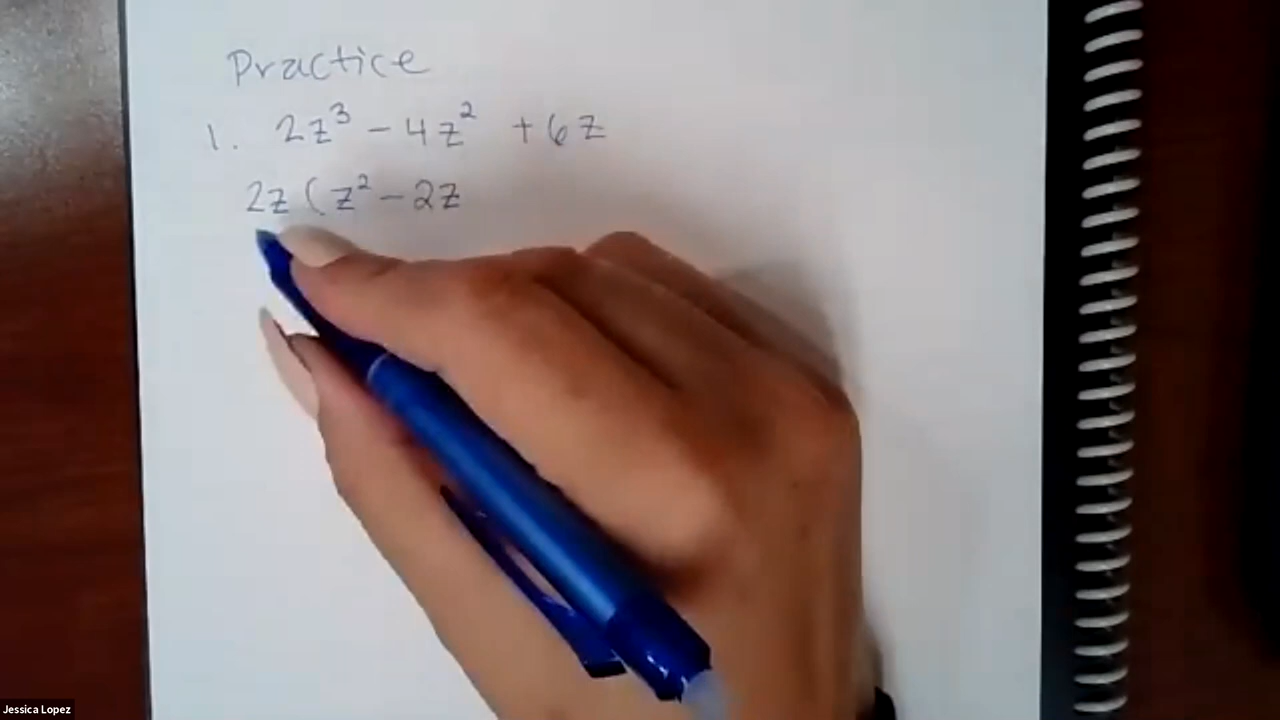 Practice
1. 2z³ - 4z² + 6z
2z (z² - 2z
Jessica Lopez